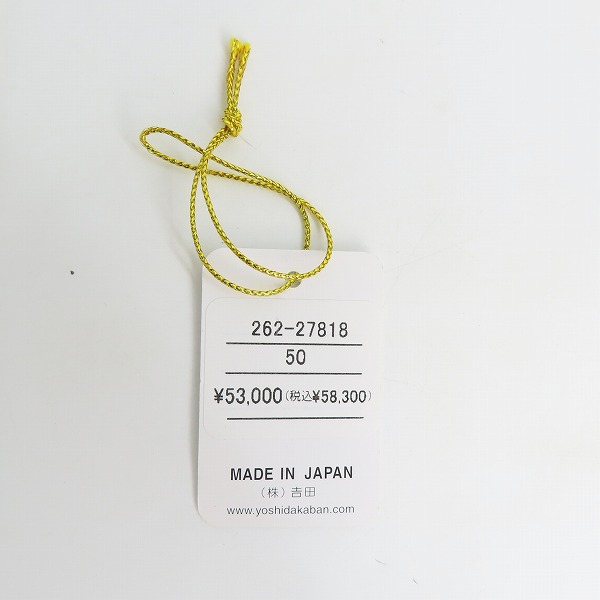 262-27818
50
¥53,000(税込¥58,300)
MADE IN JAPAN
(株)吉田
www.yoshidakaban.com